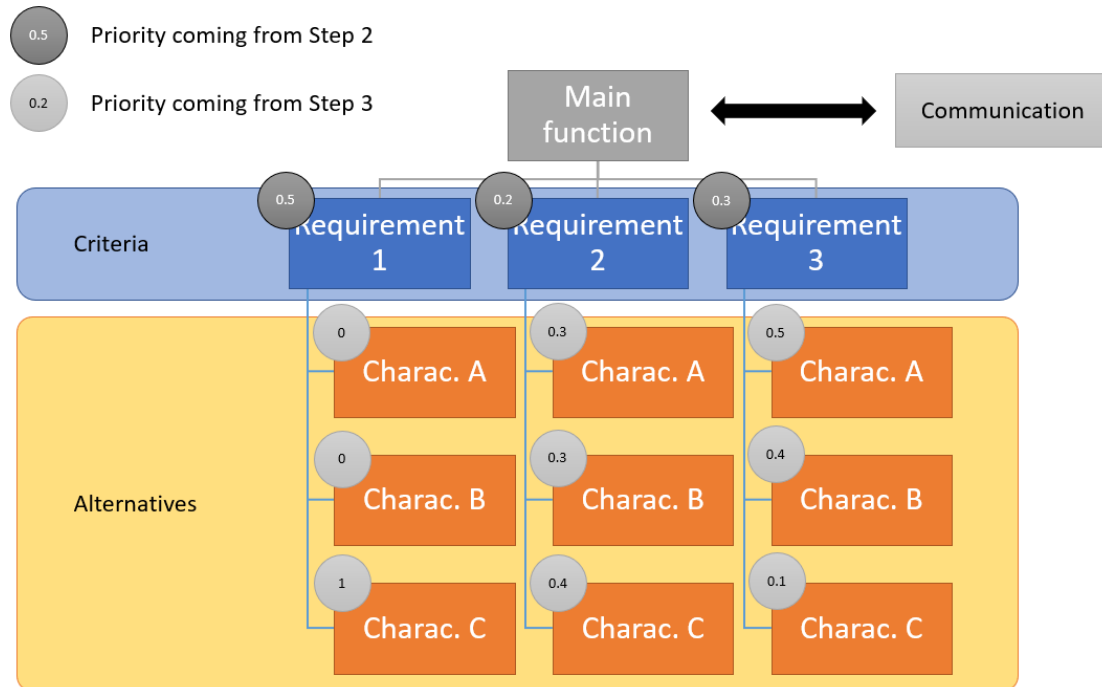 0.5
Priority coming from Step 2
0.2
Priority coming from Step 3
Main
function
Communication
Criteria
0.5
Requirement
1
0.2
Requirement
2
0.3
Requirement
3
Alternatives
0
Charac. A
0.3
Charac. A
0.5
Charac. A
0
Charac. B
0.3
Charac. B
0.4
Charac. B
1
Charac. C
0.4
Charac. C
0.1
Charac. C